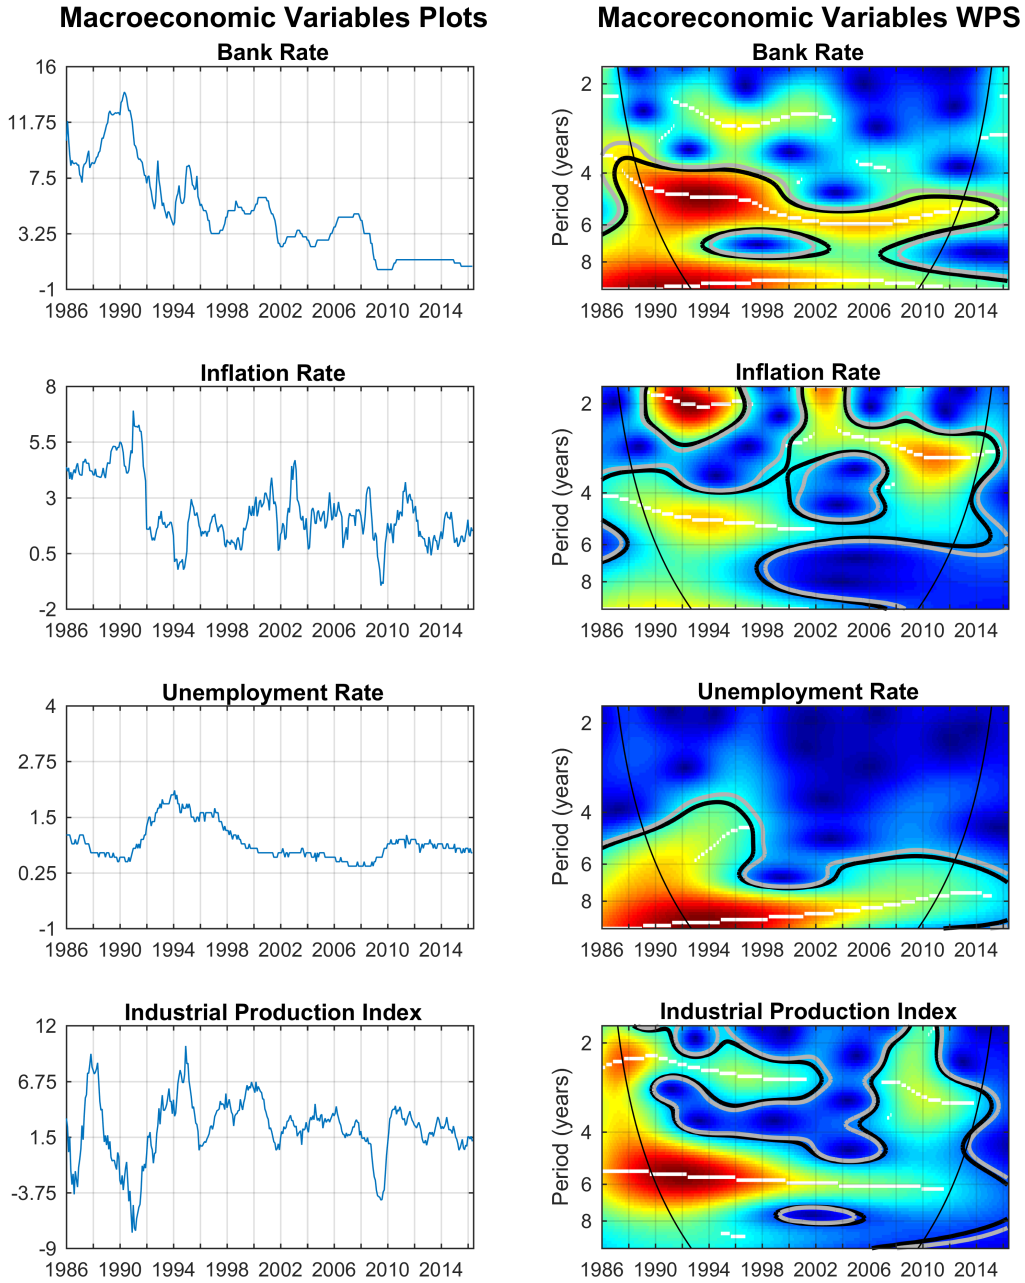 Macroeconomic Variables Plots
Macoreconomic Variables WPS
Bank Rate
16
11.75
7.5
3.25
-1
1986 1990 1994 1998 2002 2006 2010 2014
Bank Rate
Period (years)
2
4
6
8
1986 1990 1994 1998 2002 2006 2010 2014
Inflation Rate
8
5.5
3
0.5
-2
1986 1990 1994 1998 2002 2006 2010 2014
Inflation Rate
Period (years)
2
4
6
8
1986 1990 1994 1998 2002 2006 2010 2014
Unemployment Rate
4
2.75
1.5
0.25
-1
1986 1990 1994 1998 2002 2006 2010 2014
Unemployment Rate
Period (years)
2
4
6
8
1986 1990 1994 1998 2002 2006 2010 2014
Industrial Production Index
12
6.75
1.5
-3.75
-9
1986 1990 1994 1998 2002 2006 2010 2014
Industrial Production Index
Period (years)
2
4
6
8
1986 1990 1994 1998 2002 2006 2010 2014